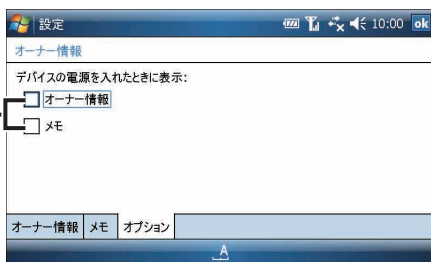 設定 10:00 ok
オーナー情報
デバイスの電源を入れたときに表示:
オーナー情報
メモ
オーナー情報 メモ オプション
A